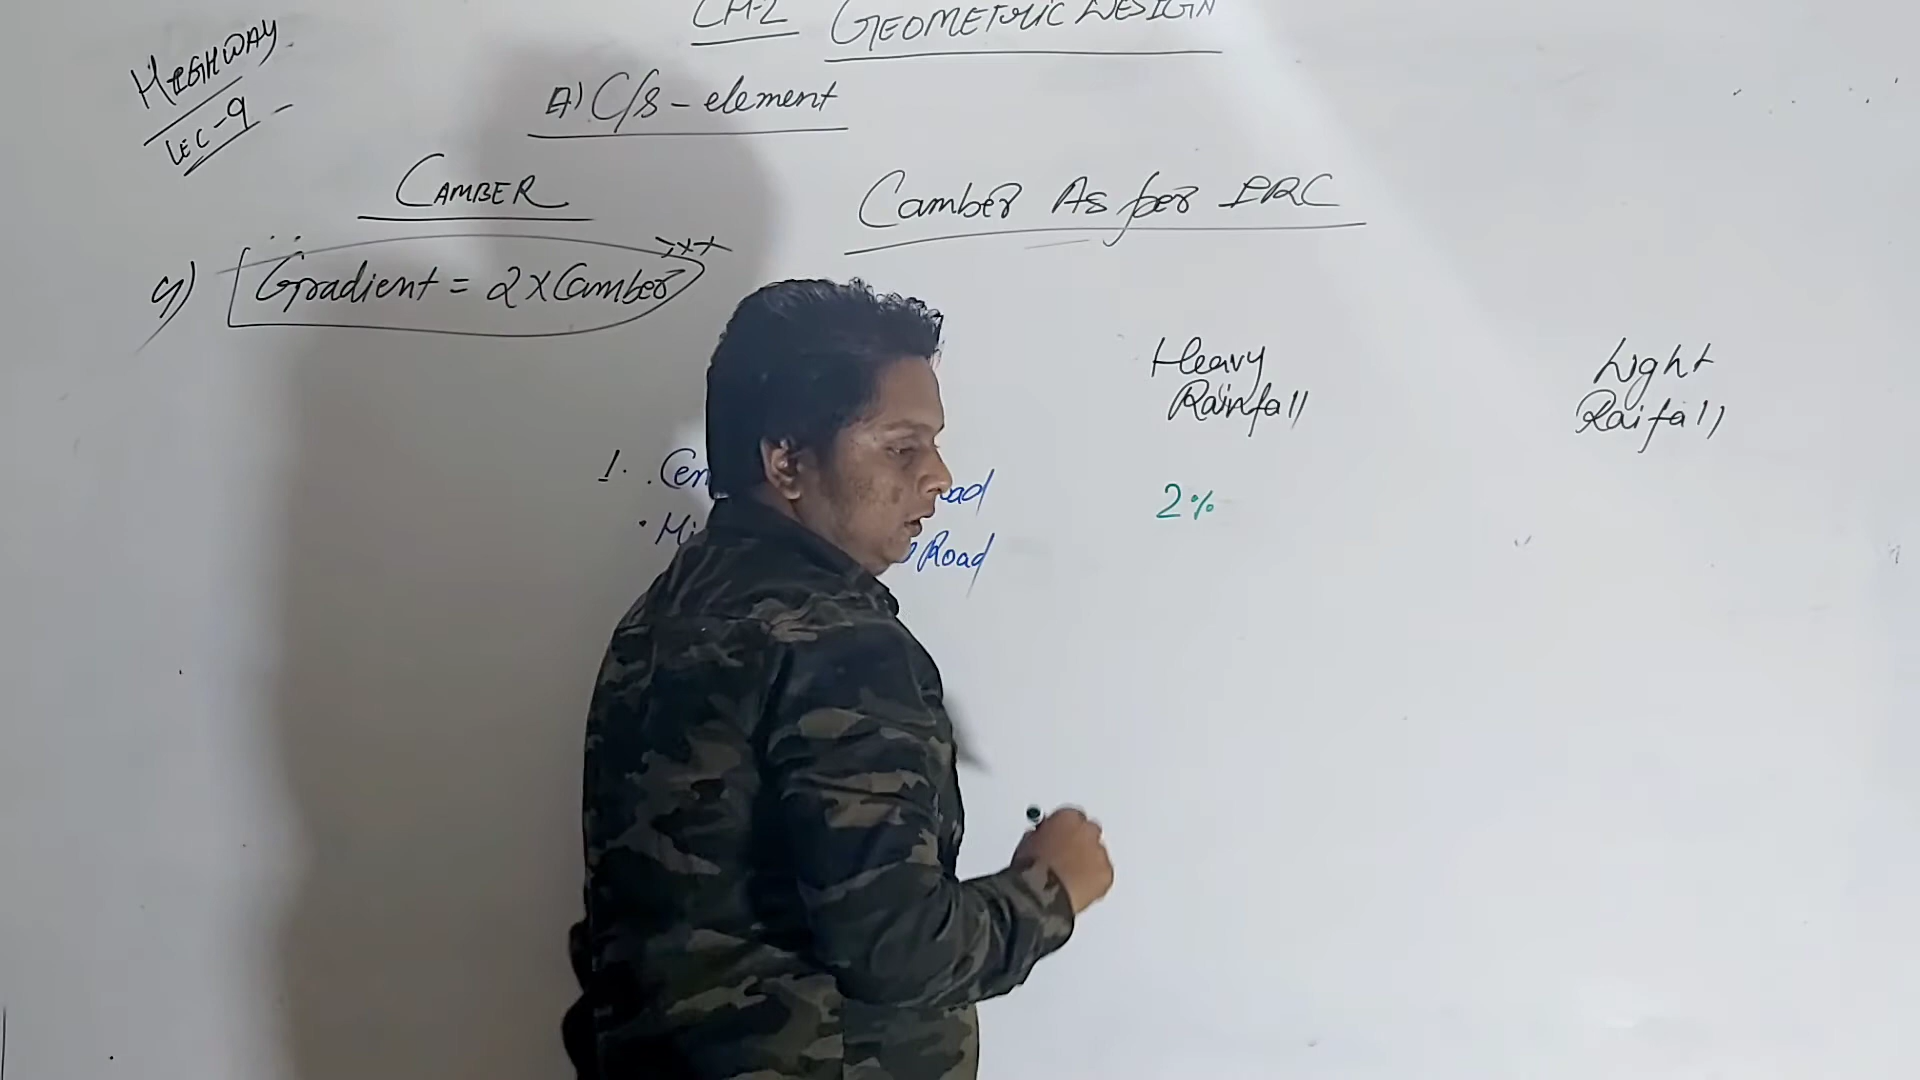 CH-2 GEOMETRIC DESIGN
HIGHWAY
LEC-9
A) C/s - element
CAMBER
Camber As per IRC
Gradient = 2 x Camber
Heavy
Rainfall
Light
Raifall
1.
2%
Road